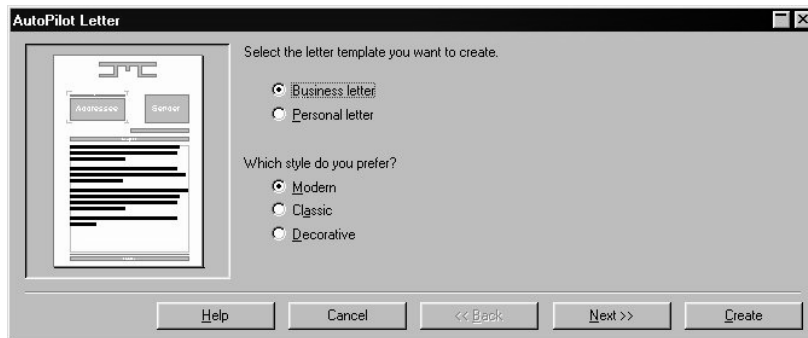 AutoPilot Letter
Select the letter template you want to create.
Business letter
Personal letter
Addressee Sender
Which style do you prefer?
Modern
Classic
Decorative
Help Cancel << Back Next >> Create